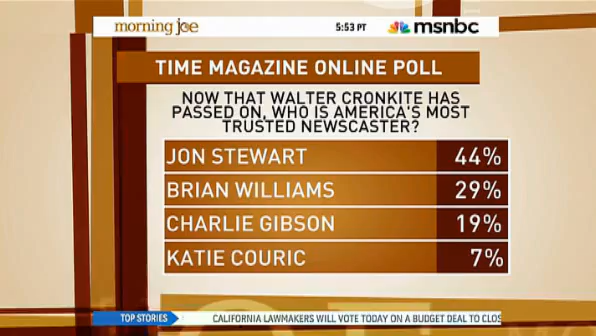 morning joe
5:53 PT
msnbc
TIME MAGAZINE ONLINE POLL
NOW THAT WALTER CRONKITE HAS
PASSED ON, WHO IS AMERICA'S MOST
TRUSTED NEWSCASTER?
JON STEWART 44%
BRIAN WILLIAMS 29%
CHARLIE GIBSON 19%
KATIE COURIC 7%
TOP STORIES CALIFORNIA LAWMAKERS WILL VOTE TODAY ON A BUDGET DEAL TO CLOS